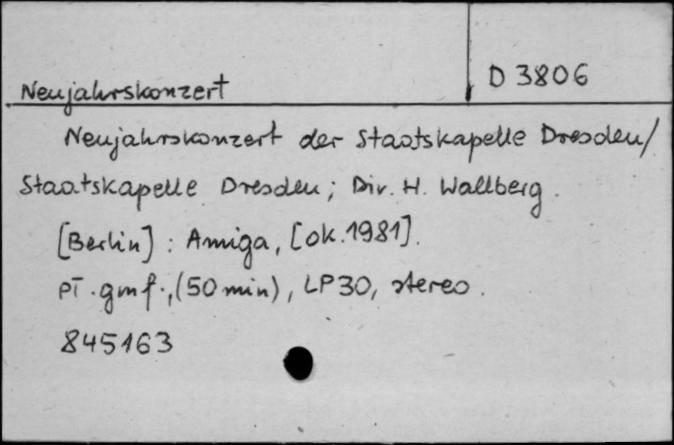 Neujahrskonzert
D 3806
Neujahrskonzert der Staatskapelle Dresden/
Staatskapelle Dresden; Dir. H. Wallberg.
[Berlin] : Amiga, [ok. 1981].
pł. gmf., (50 min), LP30, stereo.
845163